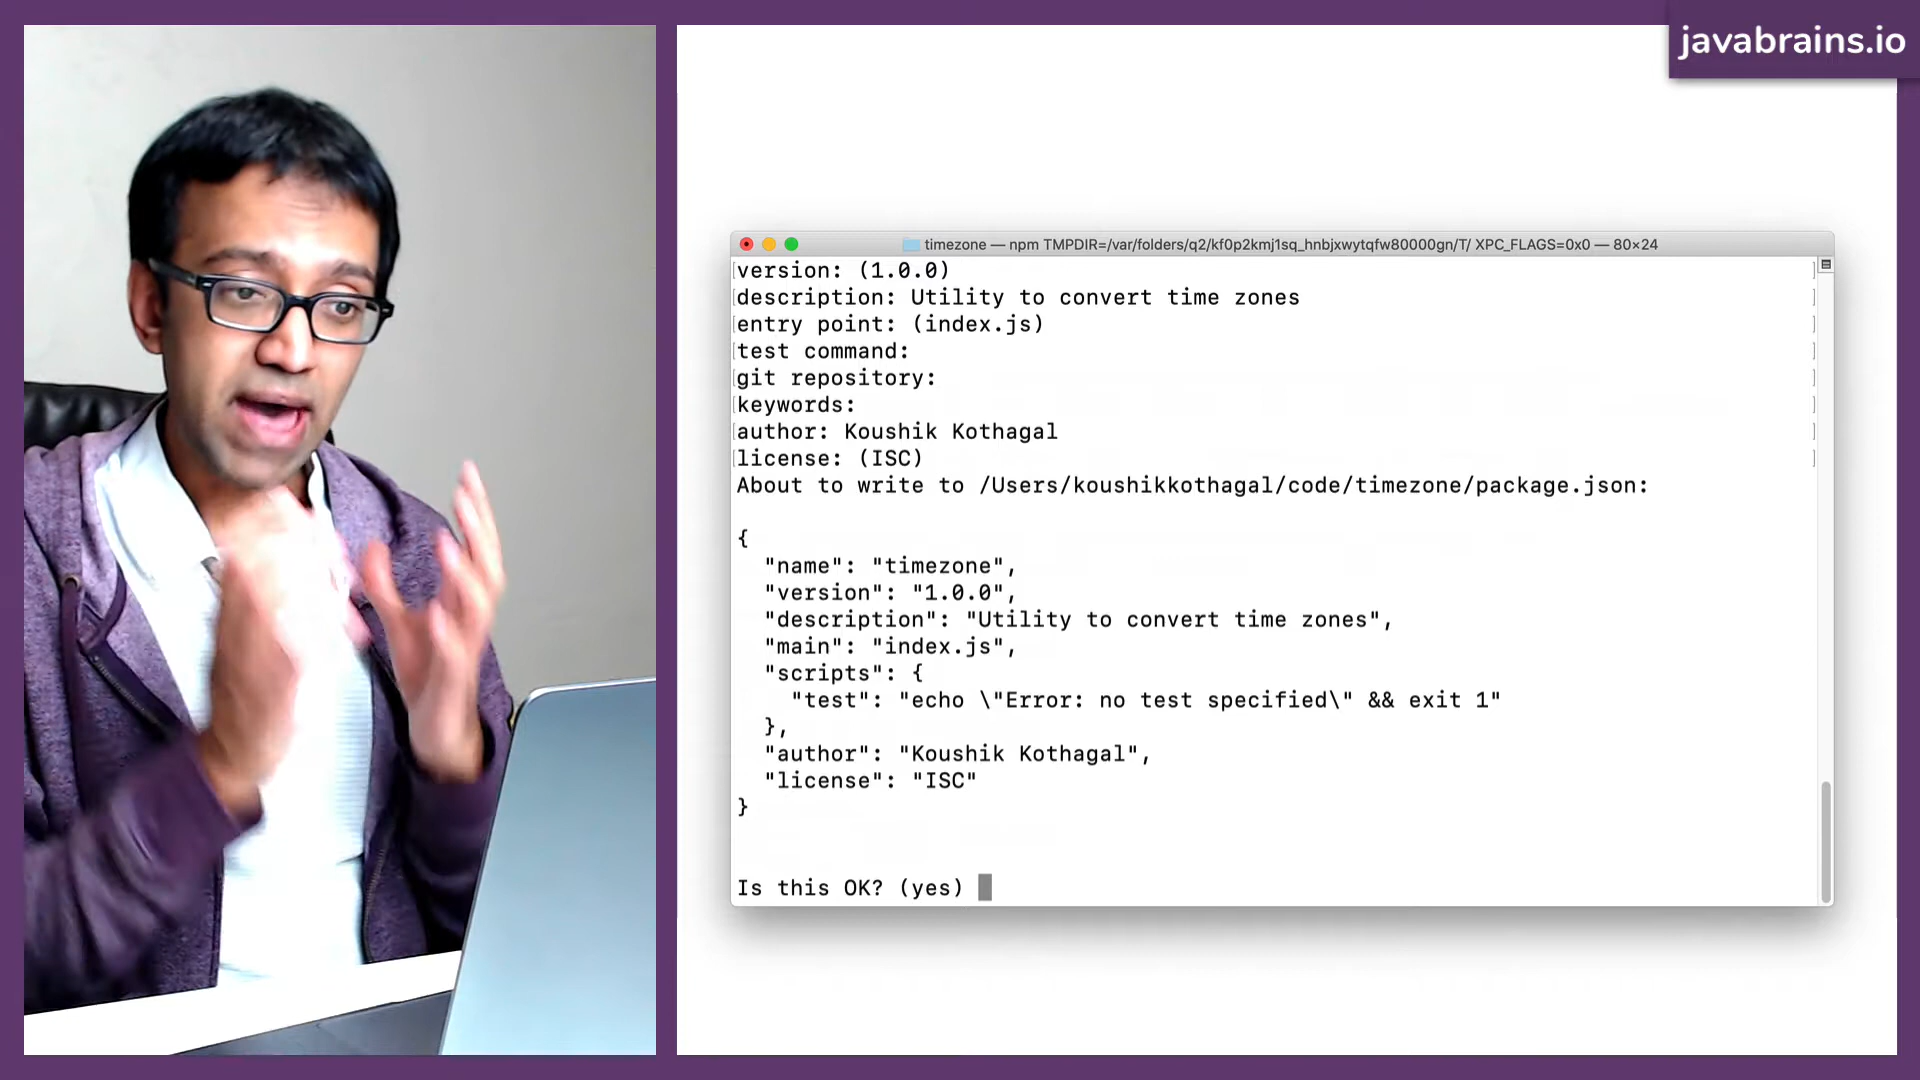 javabrains.io
timezone — npm TMPDIR=/var/folders/q2/kf0p2kmj1sq_hnbjxwytqfw80000gn/T/ XPC_FLAGS=0x0 — 80×24
version: (1.0.0)
description: Utility to convert time zones
entry point: (index.js)
test command:
git repository:
keywords:
author: Koushik Kothagal
license: (ISC)
About to write to /Users/koushikkothagal/code/timezone/package.json:
{
  "name": "timezone",
  "version": "1.0.0",
  "description": "Utility to convert time zones",
  "main": "index.js",
  "scripts": {
    "test": "echo \"Error: no test specified\" && exit 1"
  },
  "author": "Koushik Kothagal",
  "license": "ISC"
}
Is this OK? (yes)